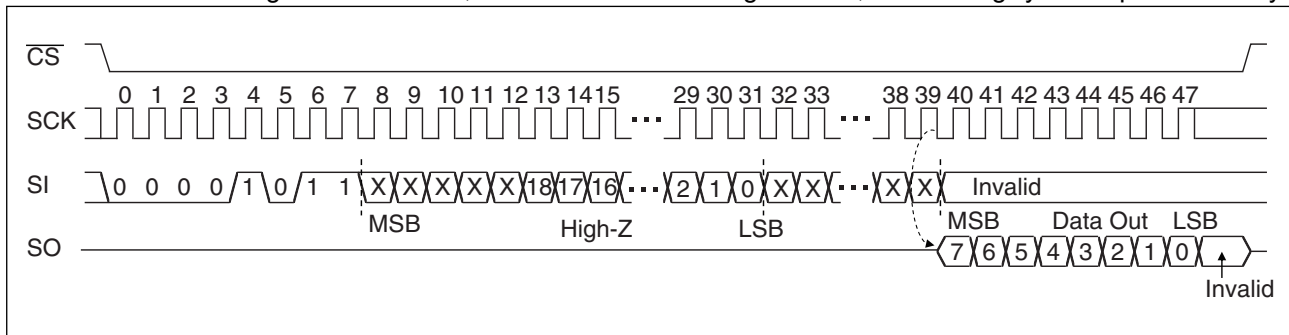 CS
0 1 2 3 4 5 6 7 8 9 10 11 12 13 14 15 29 30 31 32 33 38 39 40 41 42 43 44 45 46 47
SCK
SI 0 0 0 0 1 0 1 1 X X X X X 18 17 16 2 1 0 X X X X Invalid
MSB High-Z LSB MSB Data Out LSB
SO 7 6 5 4 3 2 1 0
Invalid